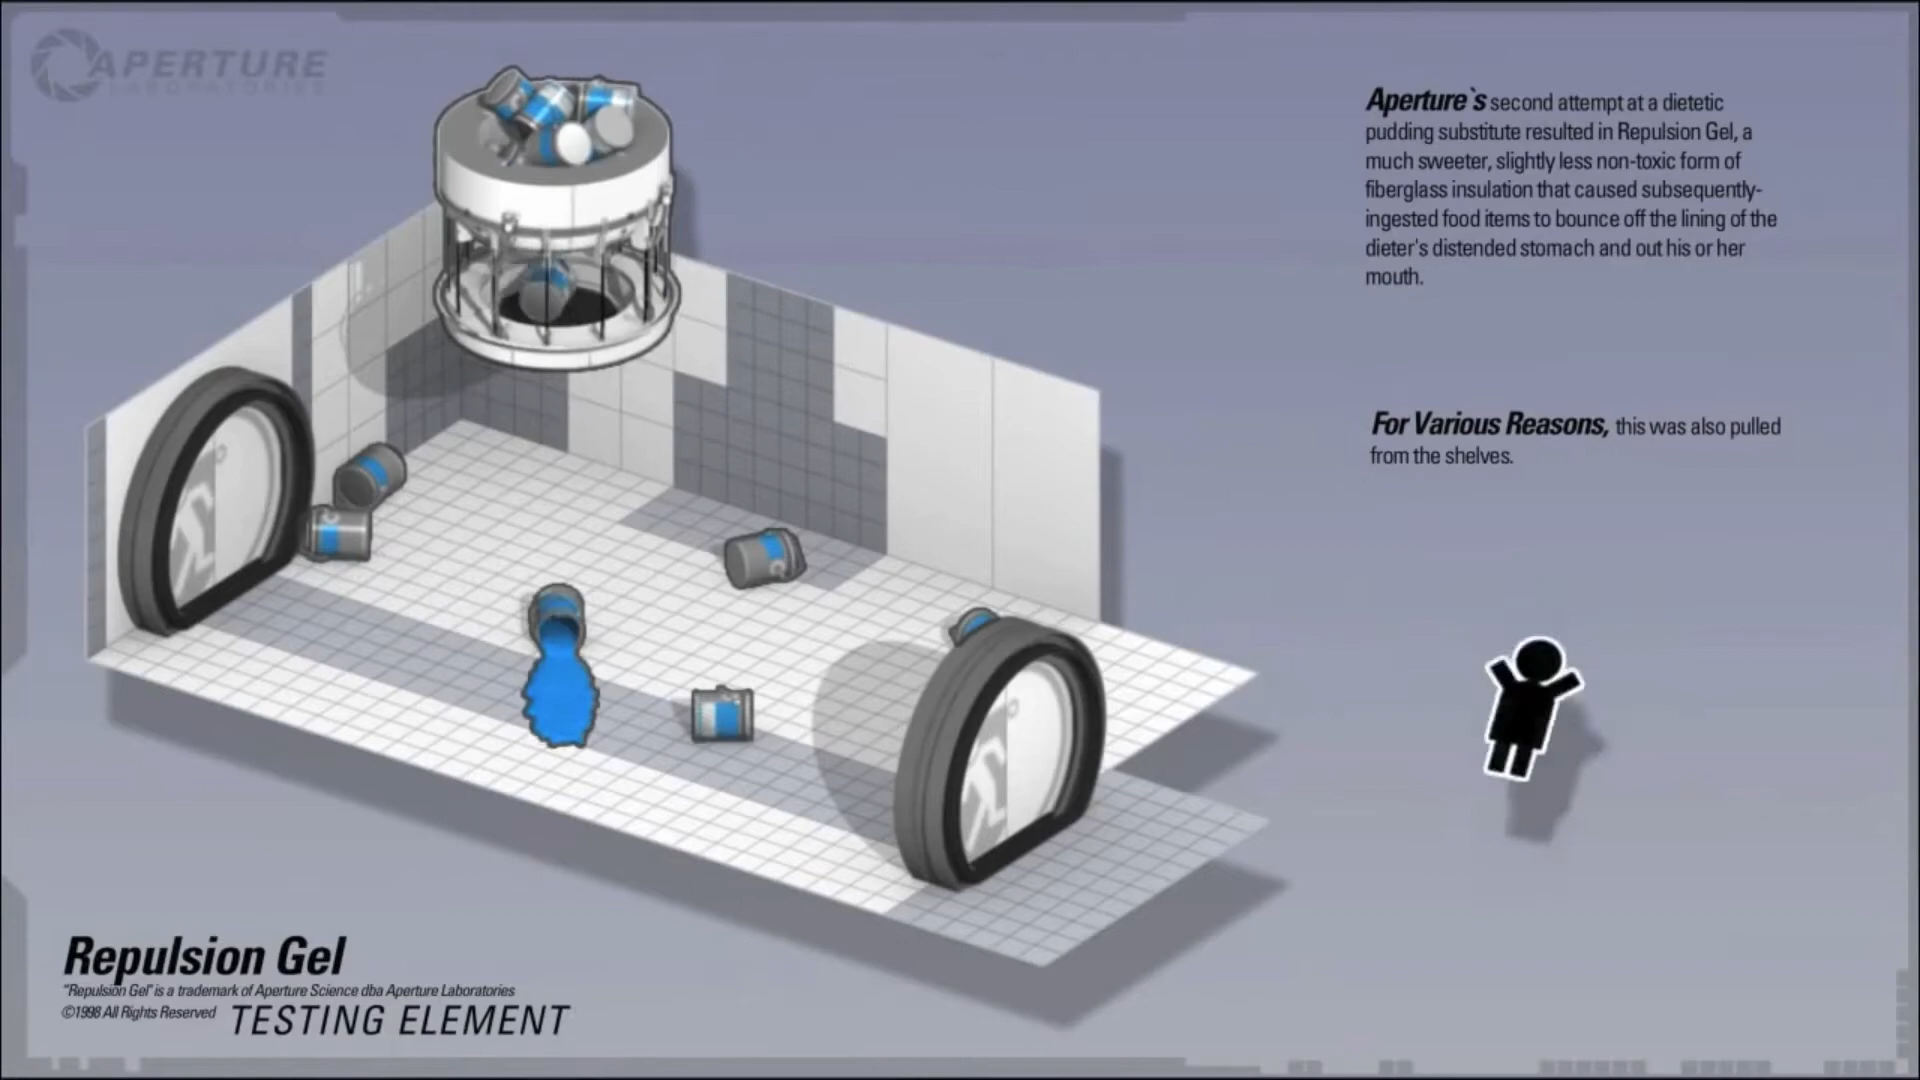 APERTURE
LABORATORIES
Aperture`s second attempt at a dietetic
pudding substitute resulted in Repulsion Gel, a
much sweeter, slightly less non-toxic form of
fiberglass insulation that caused subsequently-
ingested food items to bounce off the lining of the
dieter's distended stomach and out his or her
mouth.
For Various Reasons, this was also pulled
from the shelves.
Repulsion Gel
"Repulsion Gel" is a trademark of Aperture Science dba Aperture Laboratories
©1998 All Rights Reserved
TESTING ELEMENT